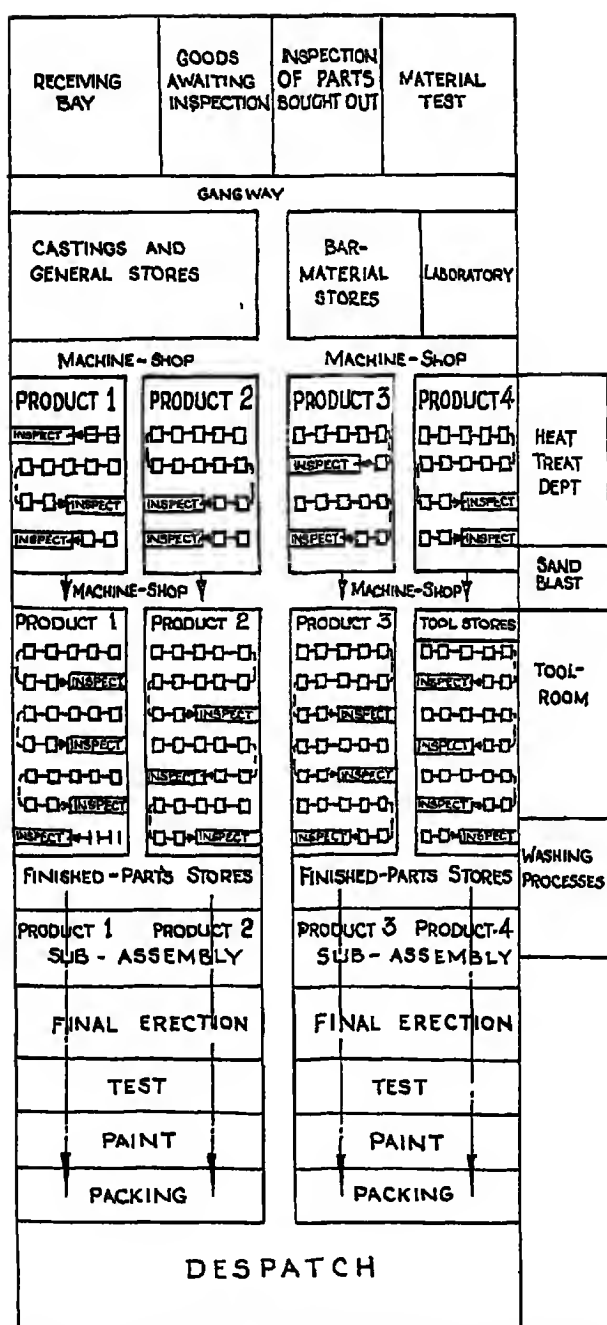 RECEIVING
BAY
GOODS
AWAITING
INSPECTION
INSPECTION
OF PARTS
BOUGHT OUT
MATERIAL
TEST
GANGWAY
CASTINGS AND
GENERAL STORES
BAR-
MATERIAL
STORES
LABORATORY
MACHINE-SHOP
MACHINE-SHOP
PRODUCT 1
INSPECT
INSPECT
INSPECT
PRODUCT 2
INSPECT
INSPECT
PRODUCT 3
INSPECT
INSPECT
PRODUCT 4
INSPECT
INSPECT
HEAT
TREAT
DEPT
SAND
BLAST
MACHINE-SHOP
MACHINE-SHOP
PRODUCT 1
INSPECT
INSPECT
INSPECT
INSPECT
PRODUCT 2
INSPECT
INSPECT
INSPECT
PRODUCT 3
INSPECT
INSPECT
INSPECT
TOOL STORES
INSPECT
INSPECT
INSPECT
INSPECT
TOOL-
ROOM
WASHING
PROCESSES
FINISHED-PARTS STORES
FINISHED-PARTS STORES
PRODUCT 1 PRODUCT 2
SUB-ASSEMBLY
PRODUCT 3 PRODUCT 4
SUB-ASSEMBLY
FINAL ERECTION
FINAL ERECTION
TEST
TEST
PAINT
PAINT
PACKING
PACKING
DESPATCH